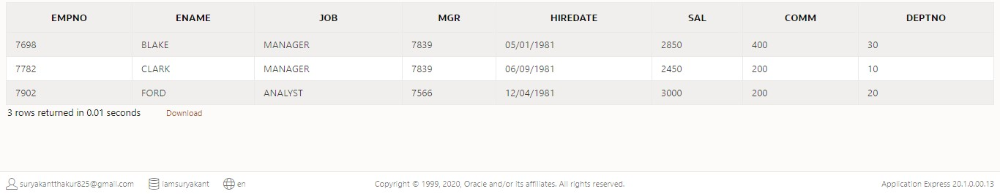 EMPNO ENAME JOB MGR HIREDATE SAL COMM DEPTNO
7698 BLAKE MANAGER 7839 05/01/1981 2850 400 30
7782 CLARK MANAGER 7839 06/09/1981 2450 200 10
7902 FORD ANALYST 7566 12/04/1981 3000 200 20
3 rows returned in 0.01 seconds Download
suryakantthakur825@gmail.com iamsuryakant en Copyright © 1999, 2020, Oracle and/or its affiliates. All rights reserved. Application Express 20.1.0.00.13